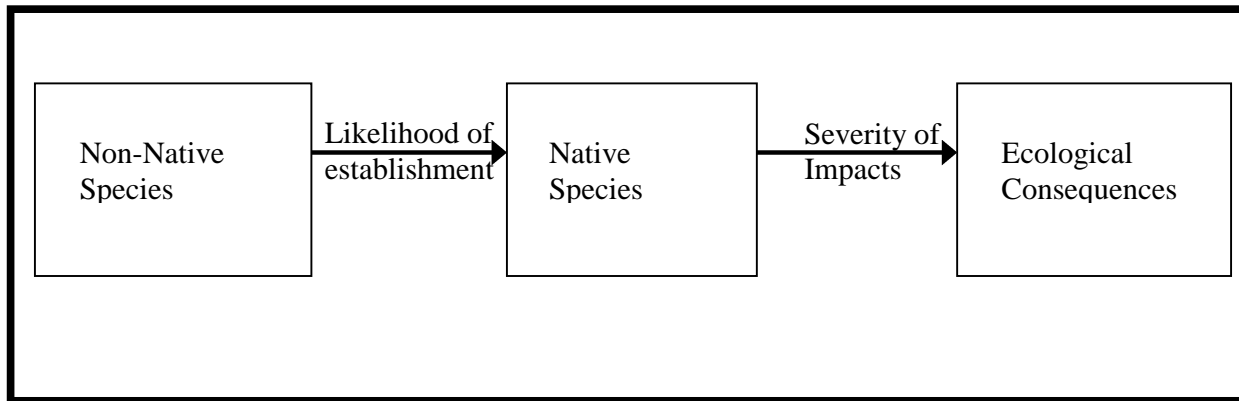 Non-Native
Species
Likelihood of
establishment
Native
Species
Severity of
Impacts
Ecological
Consequences